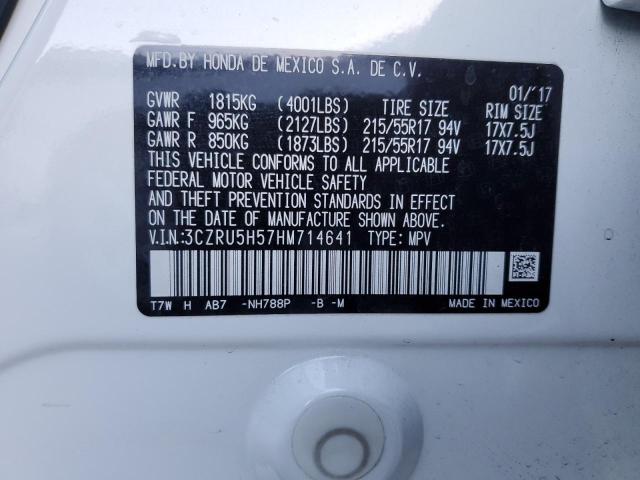 MFD.BY HONDA DE MEXICO S.A. DE C.V.
01/'17
GVWR 1815KG (4001LBS) TIRE SIZE RIM SIZE
GAWR F 965KG (2127LBS) 215/55R17 94V 17X7.5J
GAWR R 850KG (1873LBS) 215/55R17 94V 17X7.5J
THIS VEHICLE CONFORMS TO ALL APPLICABLE
FEDERAL MOTOR VEHICLE SAFETY
AND THEFT PREVENTION STANDARDS IN EFFECT
ON THE DATE OF MANUFACTURE SHOWN ABOVE.
V.I.N.:3CZRU5H57HM714641 TYPE: MPV
T7W H AB7 -NH788P -B -M MADE IN MEXICO